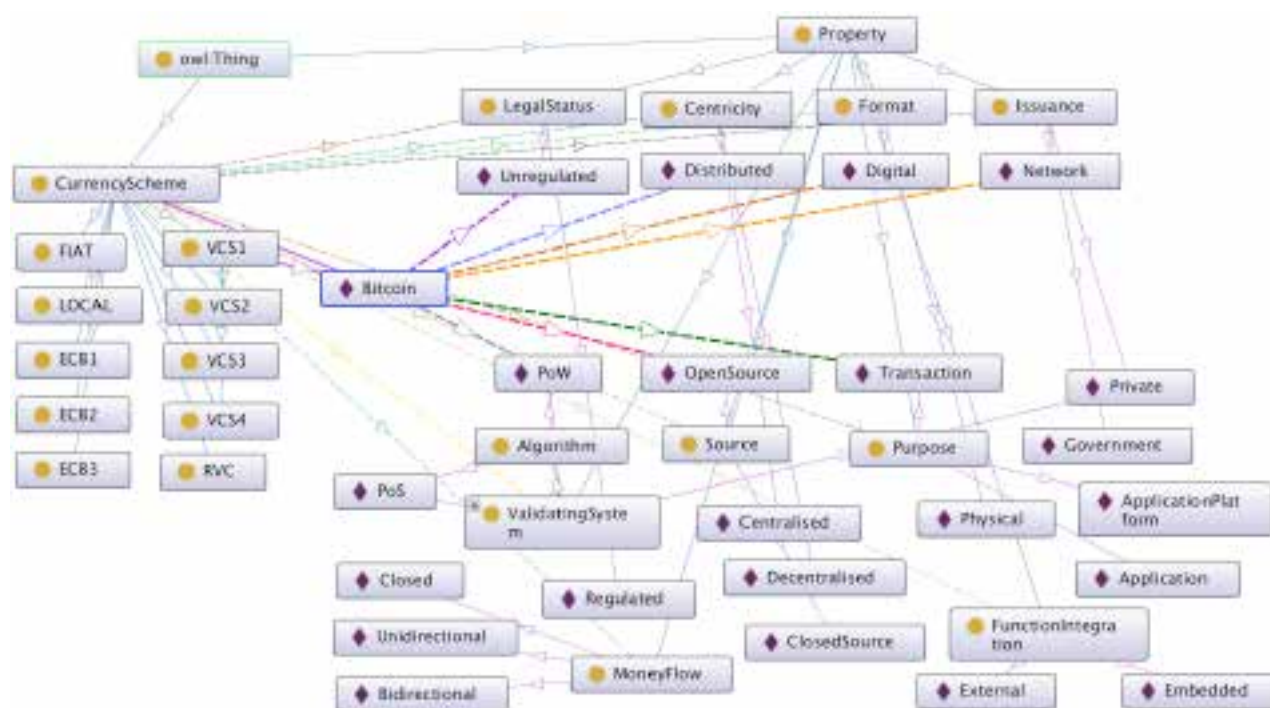 Property
owl:Thing
LegalStatus
Centricity
Format
Issuance
CurrencyScheme
Unregulated
Distributed
Digital
Network
FIAT
VCS1
Bitcoin
LOCAL
VCS2
ECB1
VCS3
PoW
OpenSource
Transaction
Private
ECB2
VCS4
Algorithm
Source
Purpose
Government
ECB3
RVC
PoS
ValidatingSyste
m
Centralised
Physical
ApplicationPlat
form
Closed
Regulated
Decentralised
Application
Unidirectional
ClosedSource
FunctionIntegra
tion
Bidirectional
MoneyFlow
External
Embedded